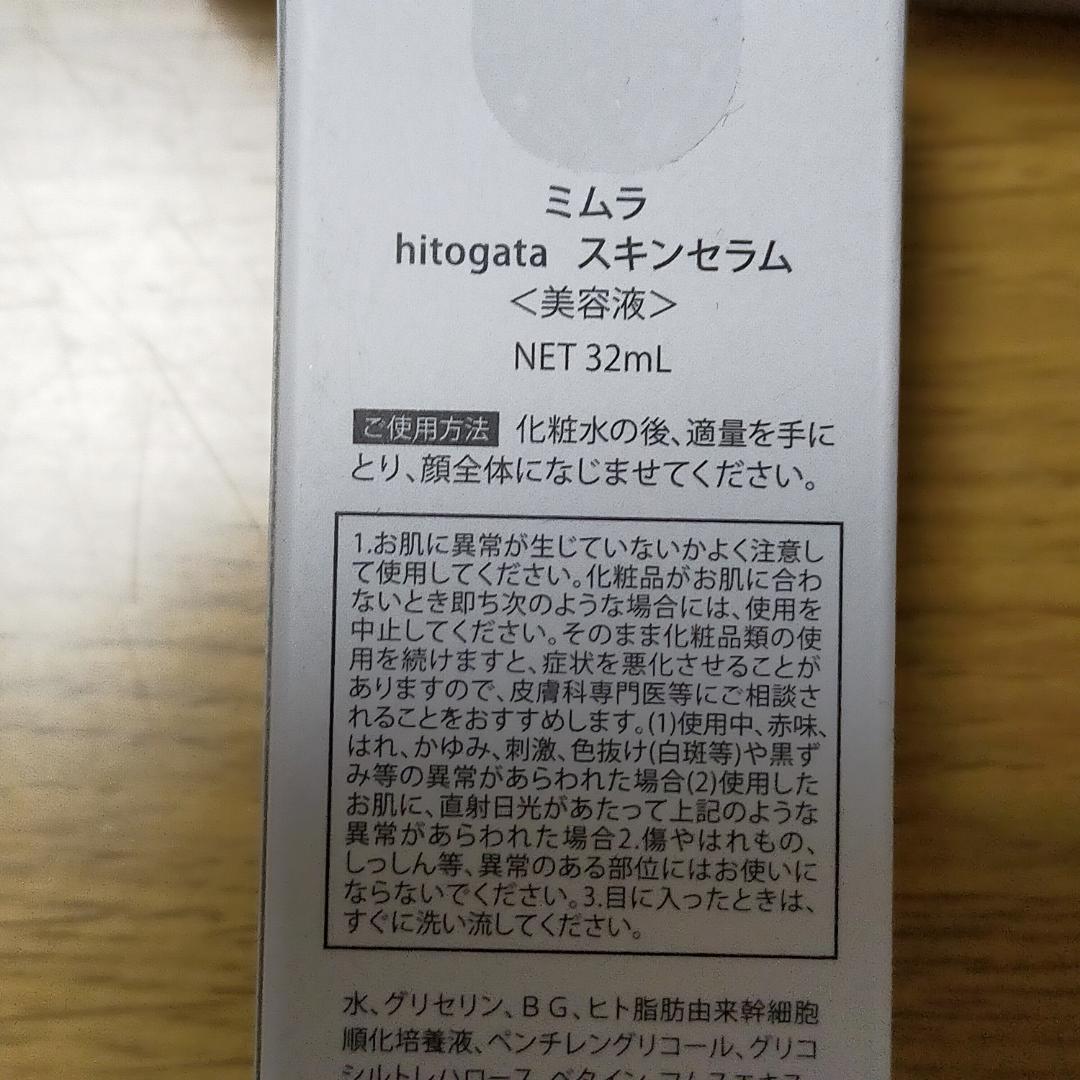 ミムラ
hitogata スキンセラム
＜美容液＞
NET 32mL
ご使用方法 化粧水の後、適量を手に
とり、顔全体になじませてください。
1.お肌に異常が生じていないかよく注意し
て使用してください。化粧品がお肌に合わ
ないとき即ち次のような場合には、使用を
中止してください。そのまま化粧品類の使
用を続けますと、症状を悪化させることが
ありますので、皮膚科専門医等にご相談さ
れることをおすすめします。(1)使用中、赤味、
はれ、かゆみ、刺激、色抜け(白斑等)や黒ず
み等の異常があらわれた場合(2)使用した
お肌に、直射日光があたって上記のような
異常があらわれた場合2.傷やはれもの、
しっしん等、異常のある部位にはお使いに
ならないでください。3.目に入ったときは、
すぐに洗い流してください。
水、グリセリン、ＢＧ、ヒト脂肪由来幹細胞
順化培養液、ペンチレングリコール、グリコ
シルトレハロース、ベタイン、